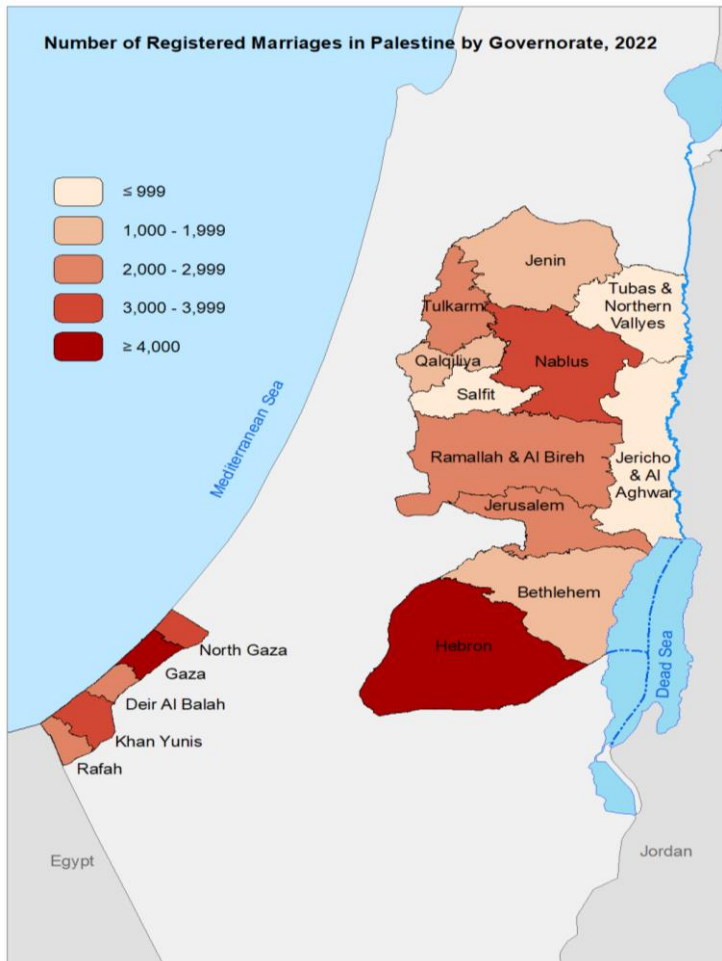 Number of Registered Marriages in Palestine by Governorate, 2022
≤ 999
1,000 - 1,999
2,000 - 2,999
3,000 - 3,999
≥ 4,000
Mediterranean Sea
Jenin
Tubas &
Northern
Vallyes
Tulkarm
Qalqiliya
Nablus
Salfit
Ramallah & Al Bireh
Jericho
& Al
Aghwar
Jerusalem
Bethlehem
Hebron
Dead Sea
North Gaza
Gaza
Deir Al Balah
Khan Yunis
Rafah
Egypt
Jordan